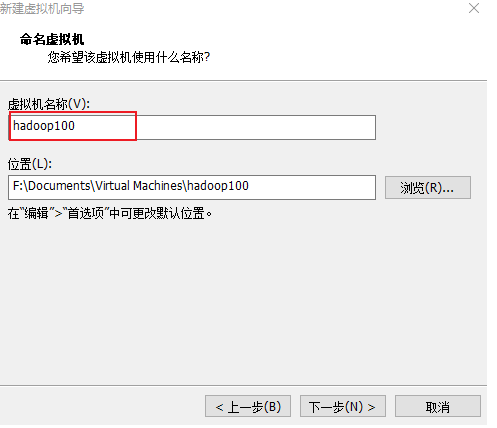 新建虚拟机向导
命名虚拟机
您希望该虚拟机使用什么名称?
虚拟机名称(V):
hadoop100
位置(L):
F:\Documents\Virtual Machines\hadoop100
浏览(R)...
在“编辑”>“首选项”中可更改默认位置。
< 上一步(B)
下一步(N) >
取消